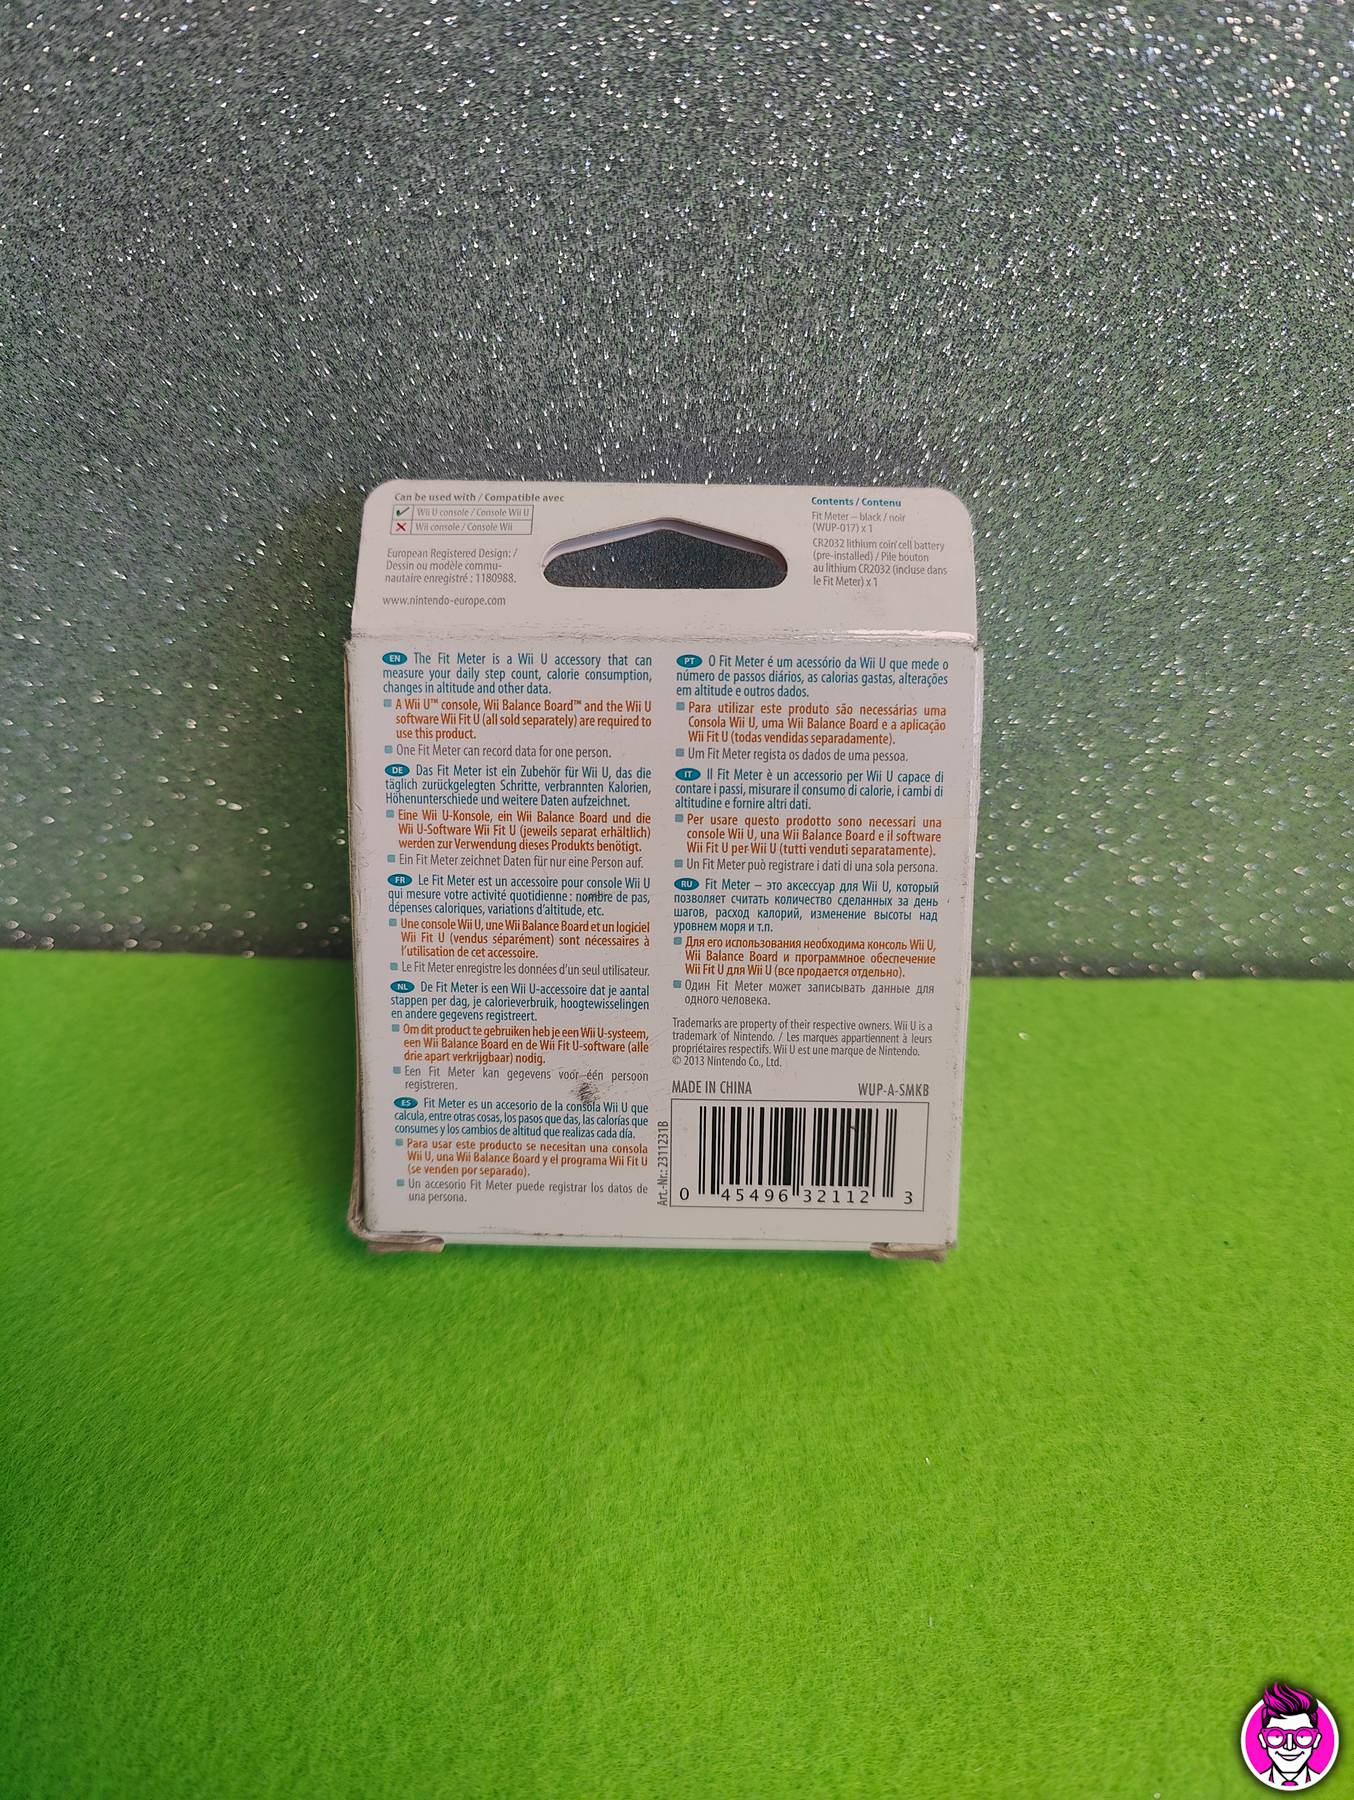 Can be used with / Compatible avec
Wii U console / Console Wii U
Wii console / Console Wii
European Registered Design: /
Dessin ou modèle commu-
nautaire enregistré : 1180988.
www.nintendo-europe.com
Contents / Contenu
Fit Meter – black / noir
(WUP-017) x 1
CR2032 lithium coin cell battery
(pre-installed) / Pile bouton
au lithium CR2032 (incluse dans
le Fit Meter) x 1
EN The Fit Meter is a Wii U accessory that can
measure your daily step count, calorie consumption,
changes in altitude and other data.
A Wii U™ console, Wii Balance Board™ and the Wii U
software Wii Fit U (all sold separately) are required to
use this product.
One Fit Meter can record data for one person.
DE Das Fit Meter ist ein Zubehör für Wii U, das die
täglich zurückgelegten Schritte, verbrannten Kalorien,
Höhenunterschiede und weitere Daten aufzeichnet.
Eine Wii U-Konsole, ein Wii Balance Board und die
Wii U-Software Wii Fit U (jeweils separat erhältlich)
werden zur Verwendung dieses Produkts benötigt.
Ein Fit Meter zeichnet Daten für nur eine Person auf.
FR Le Fit Meter est un accessoire pour console Wii U
qui mesure votre activité quotidienne : nombre de pas,
dépenses caloriques, variations d'altitude, etc.
Une console Wii U, une Wii Balance Board et un logiciel
Wii Fit U (vendus séparément) sont nécessaires à
l'utilisation de cet accessoire.
Le Fit Meter enregistre les données d'un seul utilisateur.
NL De Fit Meter is een Wii U-accessoire dat je aantal
stappen per dag, je calorieverbruik, hoogtewisselingen
en andere gegevens registreert.
Om dit product te gebruiken heb je een Wii U-systeem,
een Wii Balance Board en de Wii Fit U-software (alle
drie apart verkrijgbaar) nodig.
Een Fit Meter kan gegevens voor één persoon
registreren.
ES Fit Meter es un accesorio de la consola Wii U que
calcula, entre otras cosas, los pasos que das, las calorías que
consumes y los cambios de altitud que realizas cada día.
Para usar este producto se necesitan una consola
Wii U, una Wii Balance Board y el programa Wii Fit U
(se venden por separado).
Un accesorio Fit Meter puede registrar los datos de
una persona.
PT O Fit Meter é um acessório da Wii U que mede o
número de passos diários, as calorias gastas, alterações
em altitude e outros dados.
Para utilizar este produto são necessárias uma
Consola Wii U, uma Wii Balance Board e a aplicação
Wii Fit U (todas vendidas separadamente).
Um Fit Meter regista os dados de uma pessoa.
IT Il Fit Meter è un accessorio per Wii U capace di
contare i passi, misurare il consumo di calorie, i cambi di
altitudine e fornire altri dati.
Per usare questo prodotto sono necessari una
console Wii U, una Wii Balance Board e il software
Wii Fit U per Wii U (tutti venduti separatamente).
Un Fit Meter può registrare i dati di una sola persona.
RU Fit Meter – это аксессуар для Wii U, который
позволяет считать количество сделанных за день
шагов, расход калорий, изменение высоты над
уровнем моря и т.п.
Для его использования необходима консоль Wii U,
Wii Balance Board и программное обеспечение
Wii Fit U для Wii U (все продается отдельно).
Один Fit Meter может записывать данные для
одного человека.
Trademarks are property of their respective owners. Wii U is a
trademark of Nintendo. / Les marques appartiennent à leurs
propriétaires respectifs. Wii U est une marque de Nintendo.
© 2013 Nintendo Co., Ltd.
MADE IN CHINA WUP-A-SMKB
Art.-Nr.: 2311231B
0 45496 32112 3